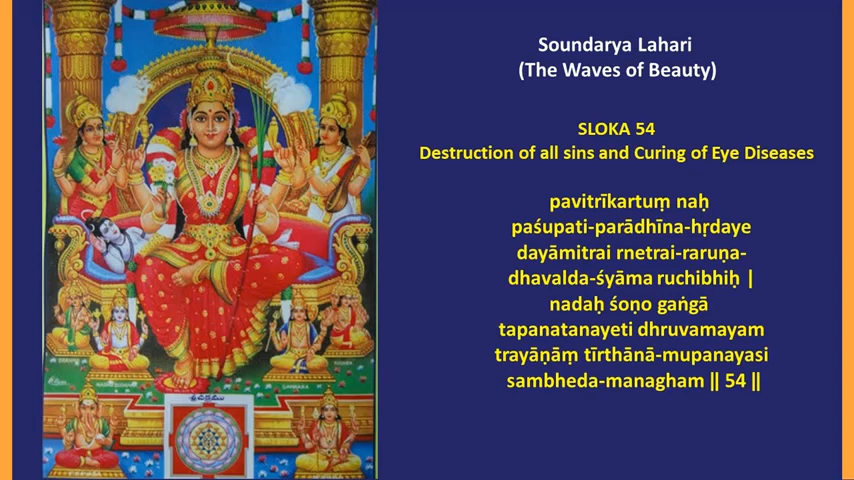 Soundarya Lahari
(The Waves of Beauty)
SLOKA 54
Destruction of all sins and Curing of Eye Diseases
pavitrīkartuṃ naḥ
paśupati-parādhīna-hṛdaye
dayāmitrai rnetrai-raruṇa-
dhavalda-śyāma ruchibhiḥ |
nadaḥ śoṇo gaṅgā
tapanatanayeti dhruvamayam
trayāṇāṃ tīrthānā-mupanayasi
sambheda-managham ‖ 54 ‖